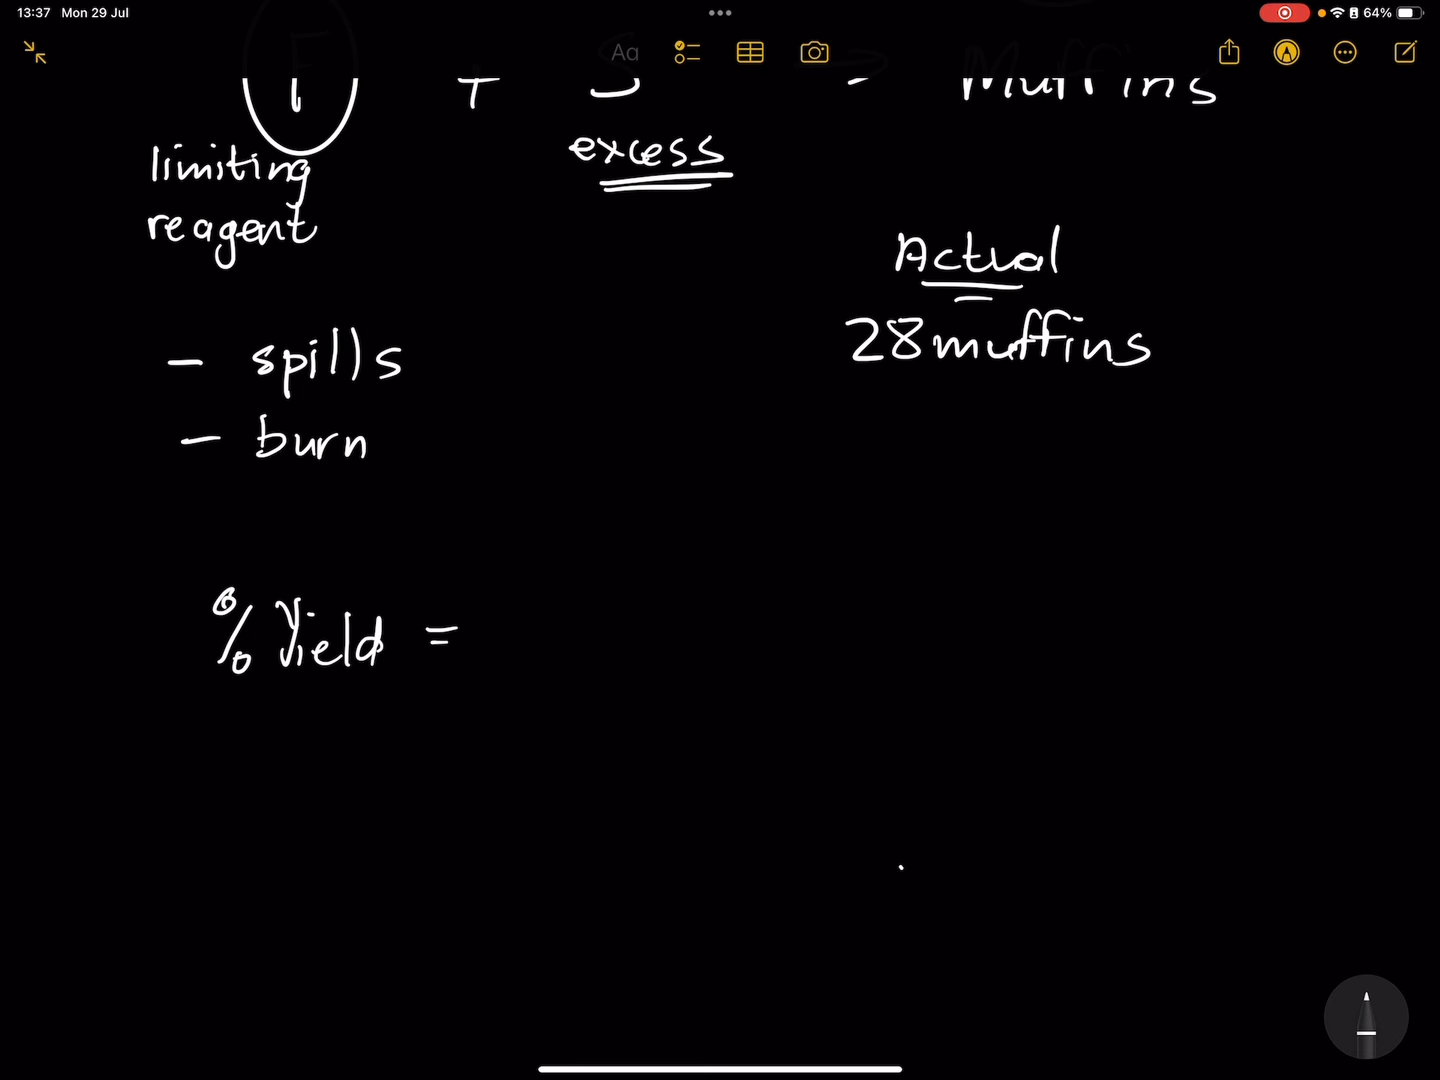 13:37 Mon 29 Jul 64%
Aa
F + S → Muffins
limiting excess
reagent
Actual
28 muffins
- spills
- burn
% Yield =